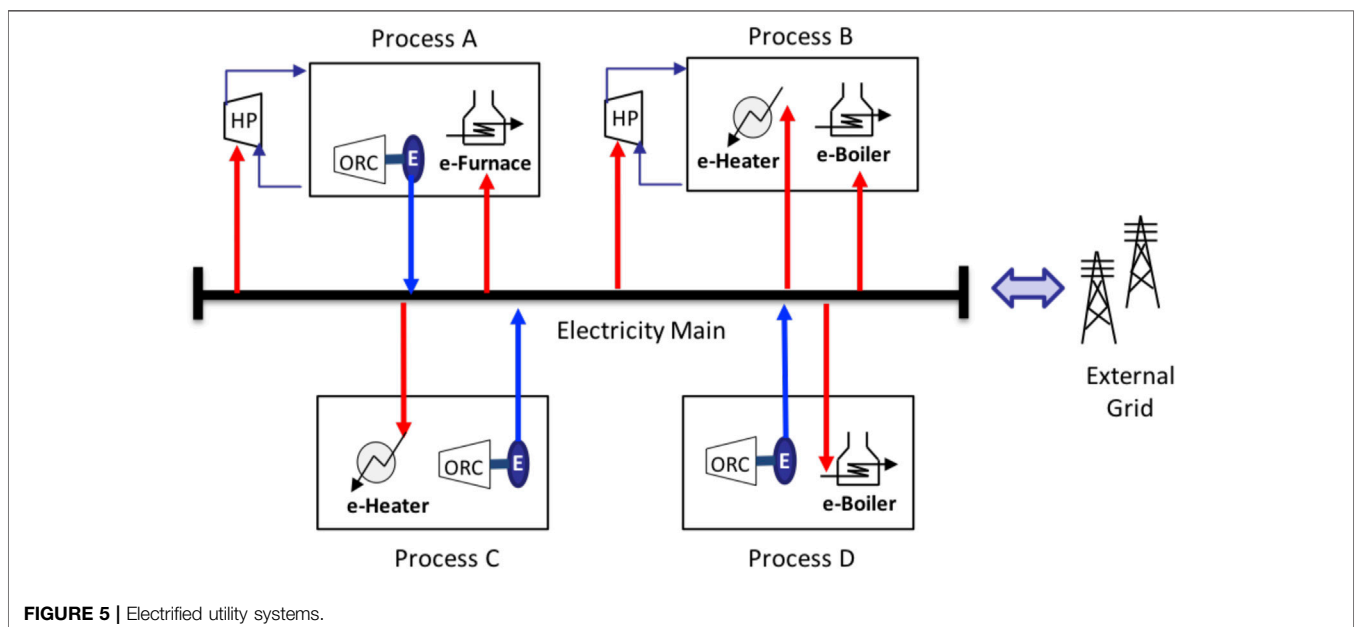 Process A
Process B
HP
ORC
E
e-Furnace
HP
e-Heater
e-Boiler
Electricity Main
External
Grid
e-Heater
ORC
E
Process C
ORC
E
e-Boiler
Process D
FIGURE 5 | Electrified utility systems.